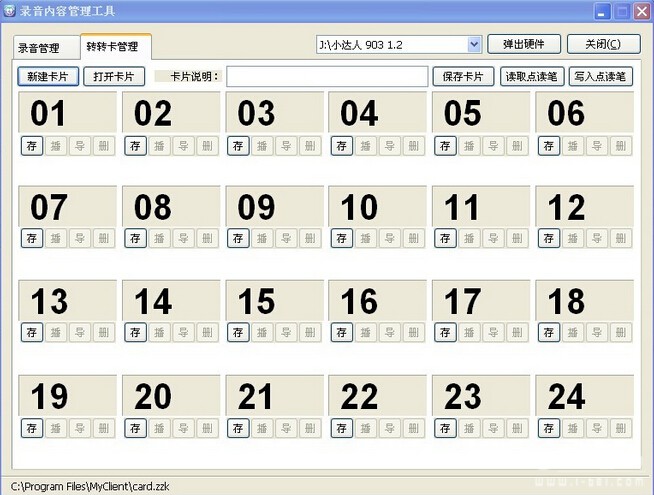 录音内容管理工具
录音管理 转转卡管理 J:\小达人 903 1.2 弹出硬件 关闭(C)
新建卡片 打开卡片 卡片说明： 保存卡片 读取点读笔 写入点读笔
01 02 03 04 05 06
存 播 导 删 存 播 导 删 存 播 导 删 存 播 导 删 存 播 导 删 存 播 导 删
07 08 09 10 11 12
存 播 导 删 存 播 导 删 存 播 导 删 存 播 导 删 存 播 导 删 存 播 导 删
13 14 15 16 17 18
存 播 导 删 存 播 导 删 存 播 导 删 存 播 导 删 存 播 导 删 存 播 导 删
19 20 21 22 23 24
存 播 导 删 存 播 导 删 存 播 导 删 存 播 导 删 存 播 导 删 存 播 导 删
C:\Program Files\MyClient\card.zzk